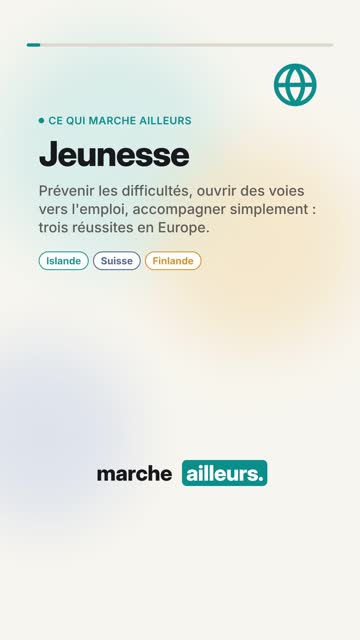 CE QUI MARCHE AILLEURS
Jeunesse
Prévenir les difficultés, ouvrir des voies
vers l'emploi, accompagner simplement :
trois réussites en Europe.
Islande Suisse Finlande
marche ailleurs.